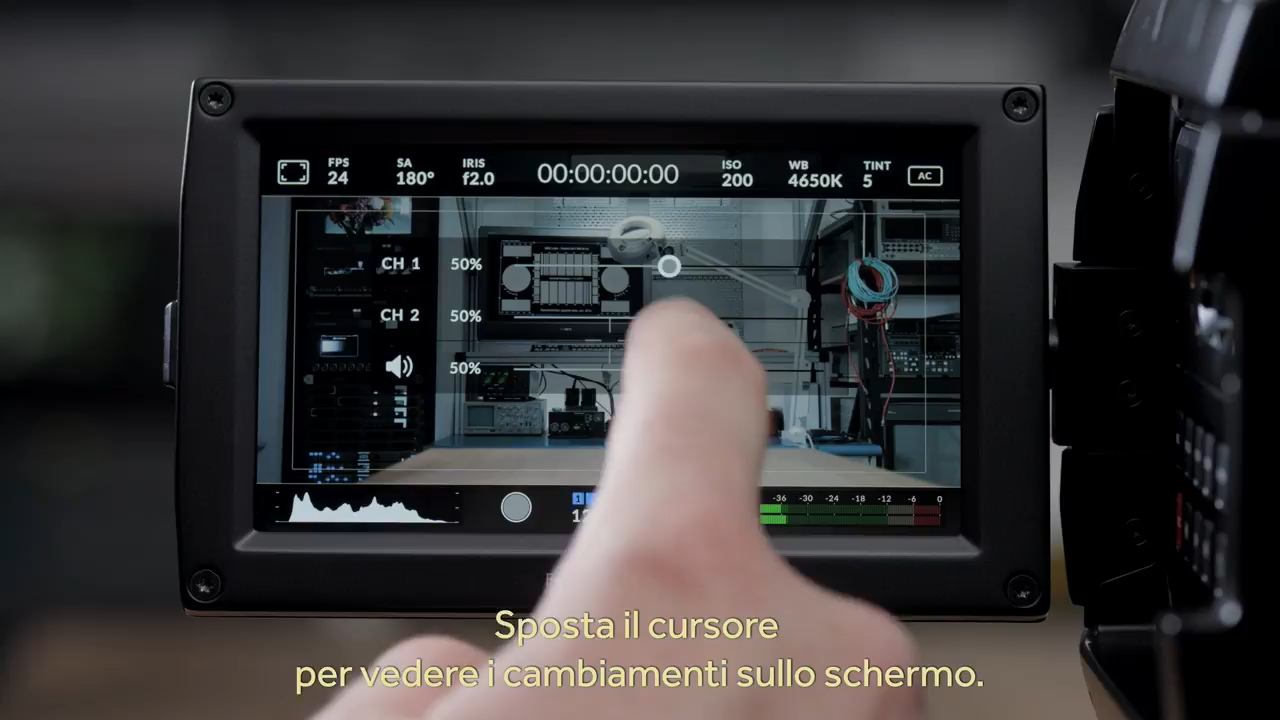 FPS SA IRIS ISO WB TINT
24 180° f2.0 00:00:00:00 200 4650K 5 AC
CH 1 50%
CH 2 50%
50%
-36 -30 -24 -18 -12 -6 0
Sposta il cursore
per vedere i cambiamenti sullo schermo.